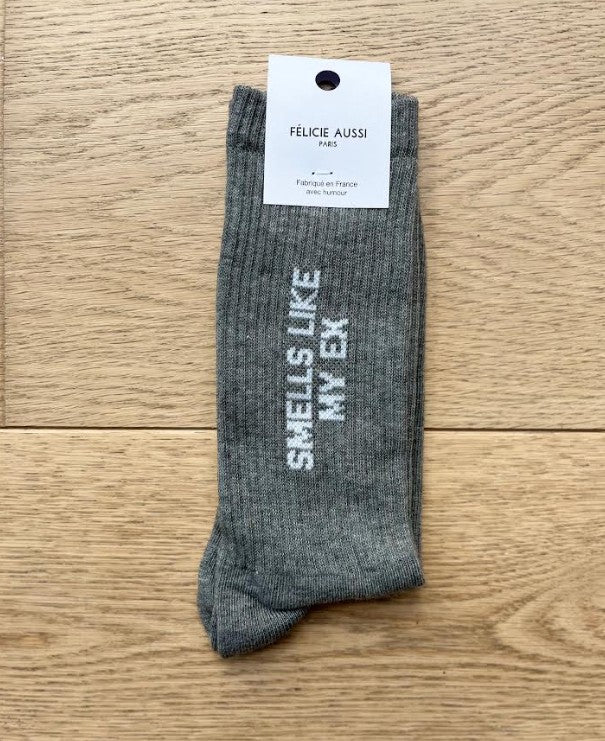 FÉLICIE AUSSI
PARIS
Fabriqué en France
avec humour
SMELLS LIKE
MY EX